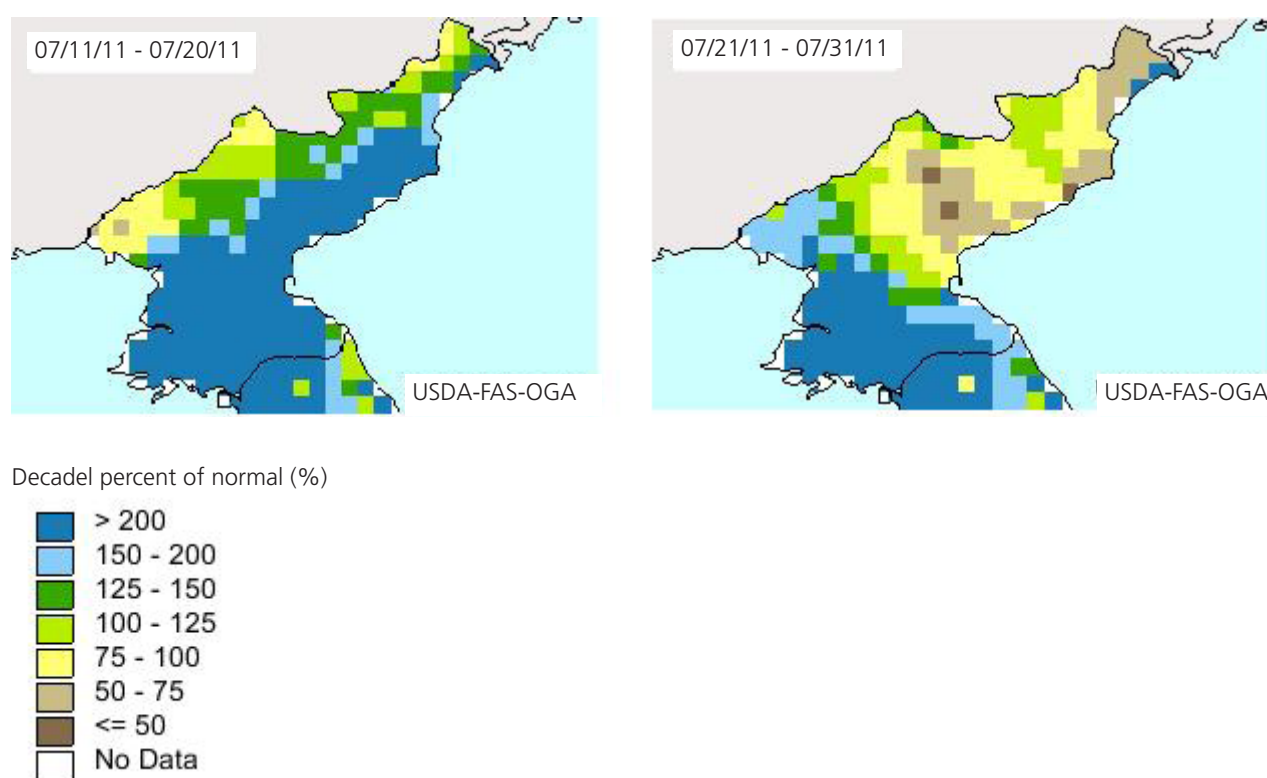 07/11/11 - 07/20/11
USDA-FAS-OGA
07/21/11 - 07/31/11
USDA-FAS-OGA
Decadel percent of normal (%)
> 200
150 - 200
125 - 150
100 - 125
75 - 100
50 - 75
<= 50
No Data